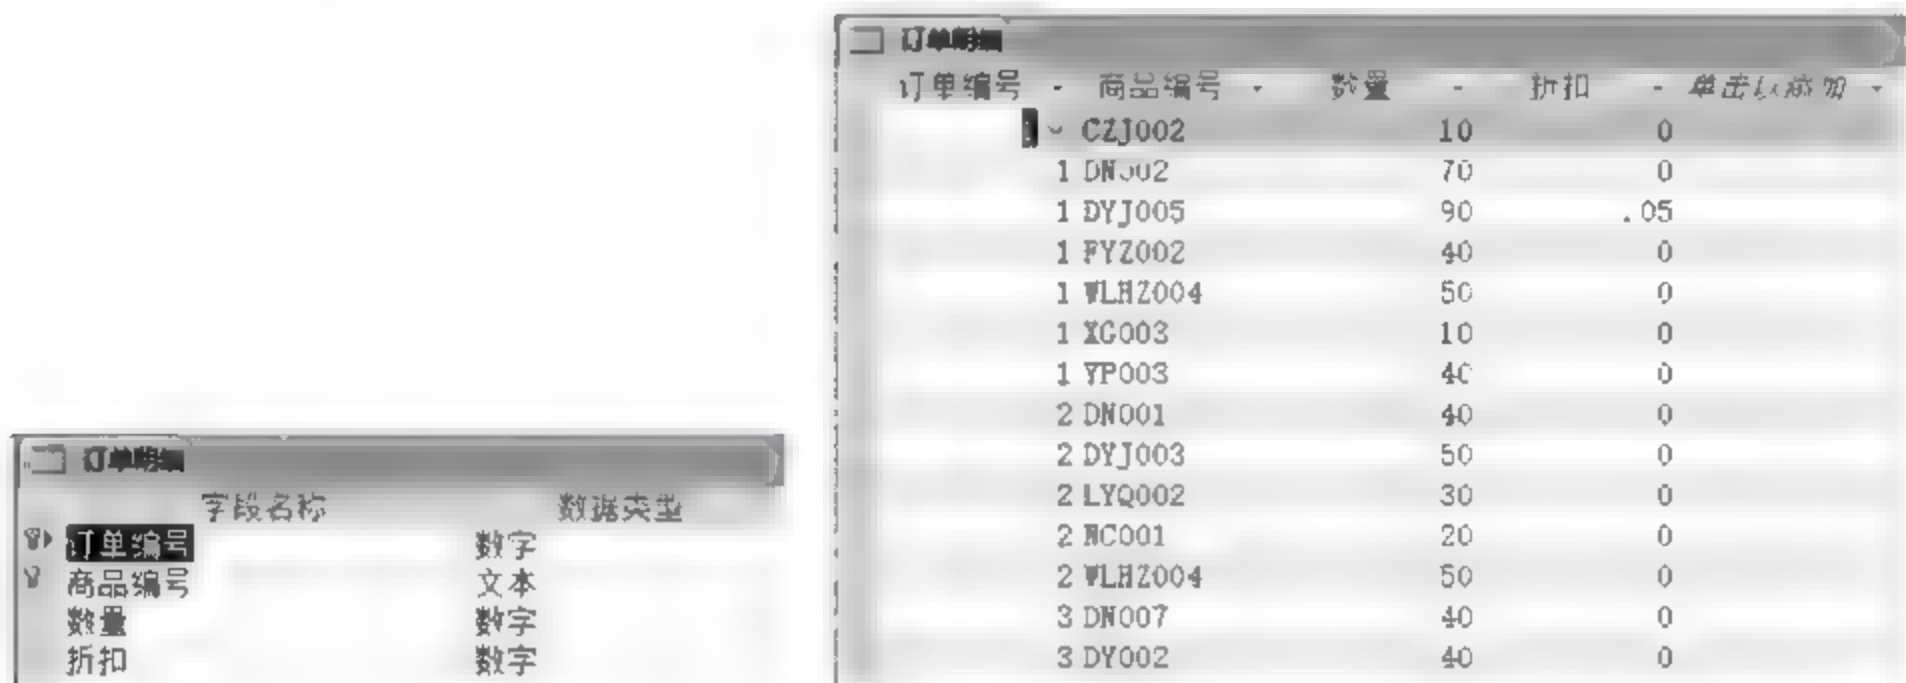 订单明细
字段名称 数据类型
订单编号 数字
商品编号 文本
数量 数字
折扣 数字
订单明细
订单编号 商品编号 数量 折扣 单击以添加
1 CZJ002 10 0
1 DN002 70 0
1 DYJ005 90 .05
1 FYZ002 40 0
1 WLHZ004 50 0
1 XG003 10 0
1 YP003 40 0
2 DN001 40 0
2 DYJ003 50 0
2 LYQ002 30 0
2 NC001 20 0
2 WLHZ004 50 0
3 DN007 40 0
3 DY002 40 0